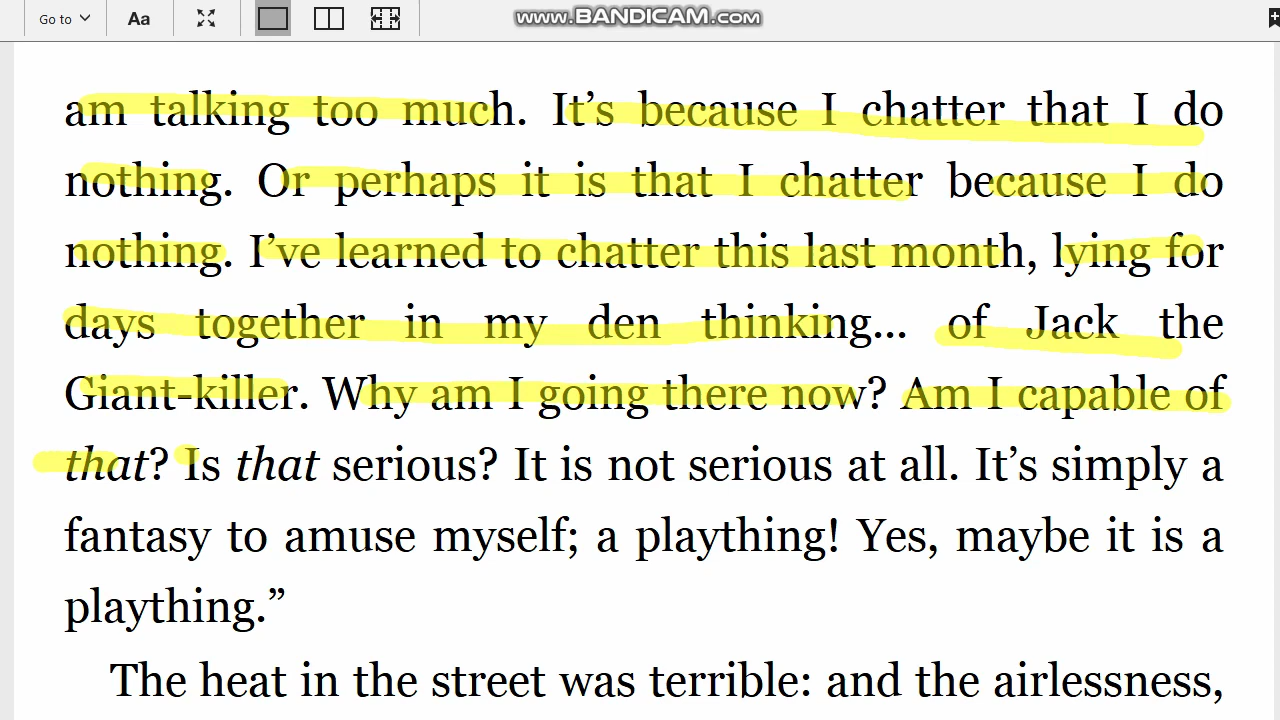 Go to Aa
www.BANDICAM.com
am talking too much. It’s because I chatter that I do
nothing. Or perhaps it is that I chatter because I do
nothing. I’ve learned to chatter this last month, lying for
days together in my den thinking... of Jack the
Giant-killer. Why am I going there now? Am I capable of
that? Is that serious? It is not serious at all. It’s simply a
fantasy to amuse myself; a plaything! Yes, maybe it is a
plaything.”
The heat in the street was terrible: and the airlessness,